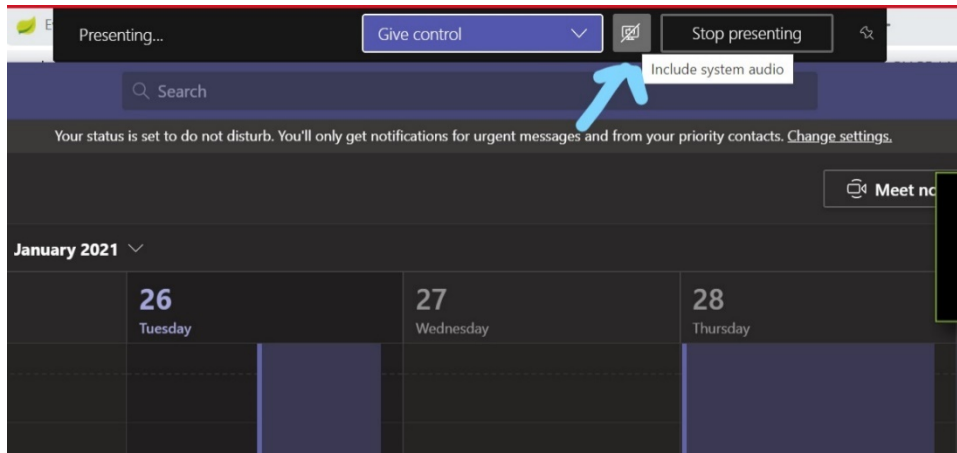 Presenting...
Give control
Stop presenting
Include system audio
Search
Your status is set to do not disturb. You'll only get notifications for urgent messages and from your priority contacts. Change settings.
Meet
January 2021
26
27
28
Tuesday
Wednesday
Thursday